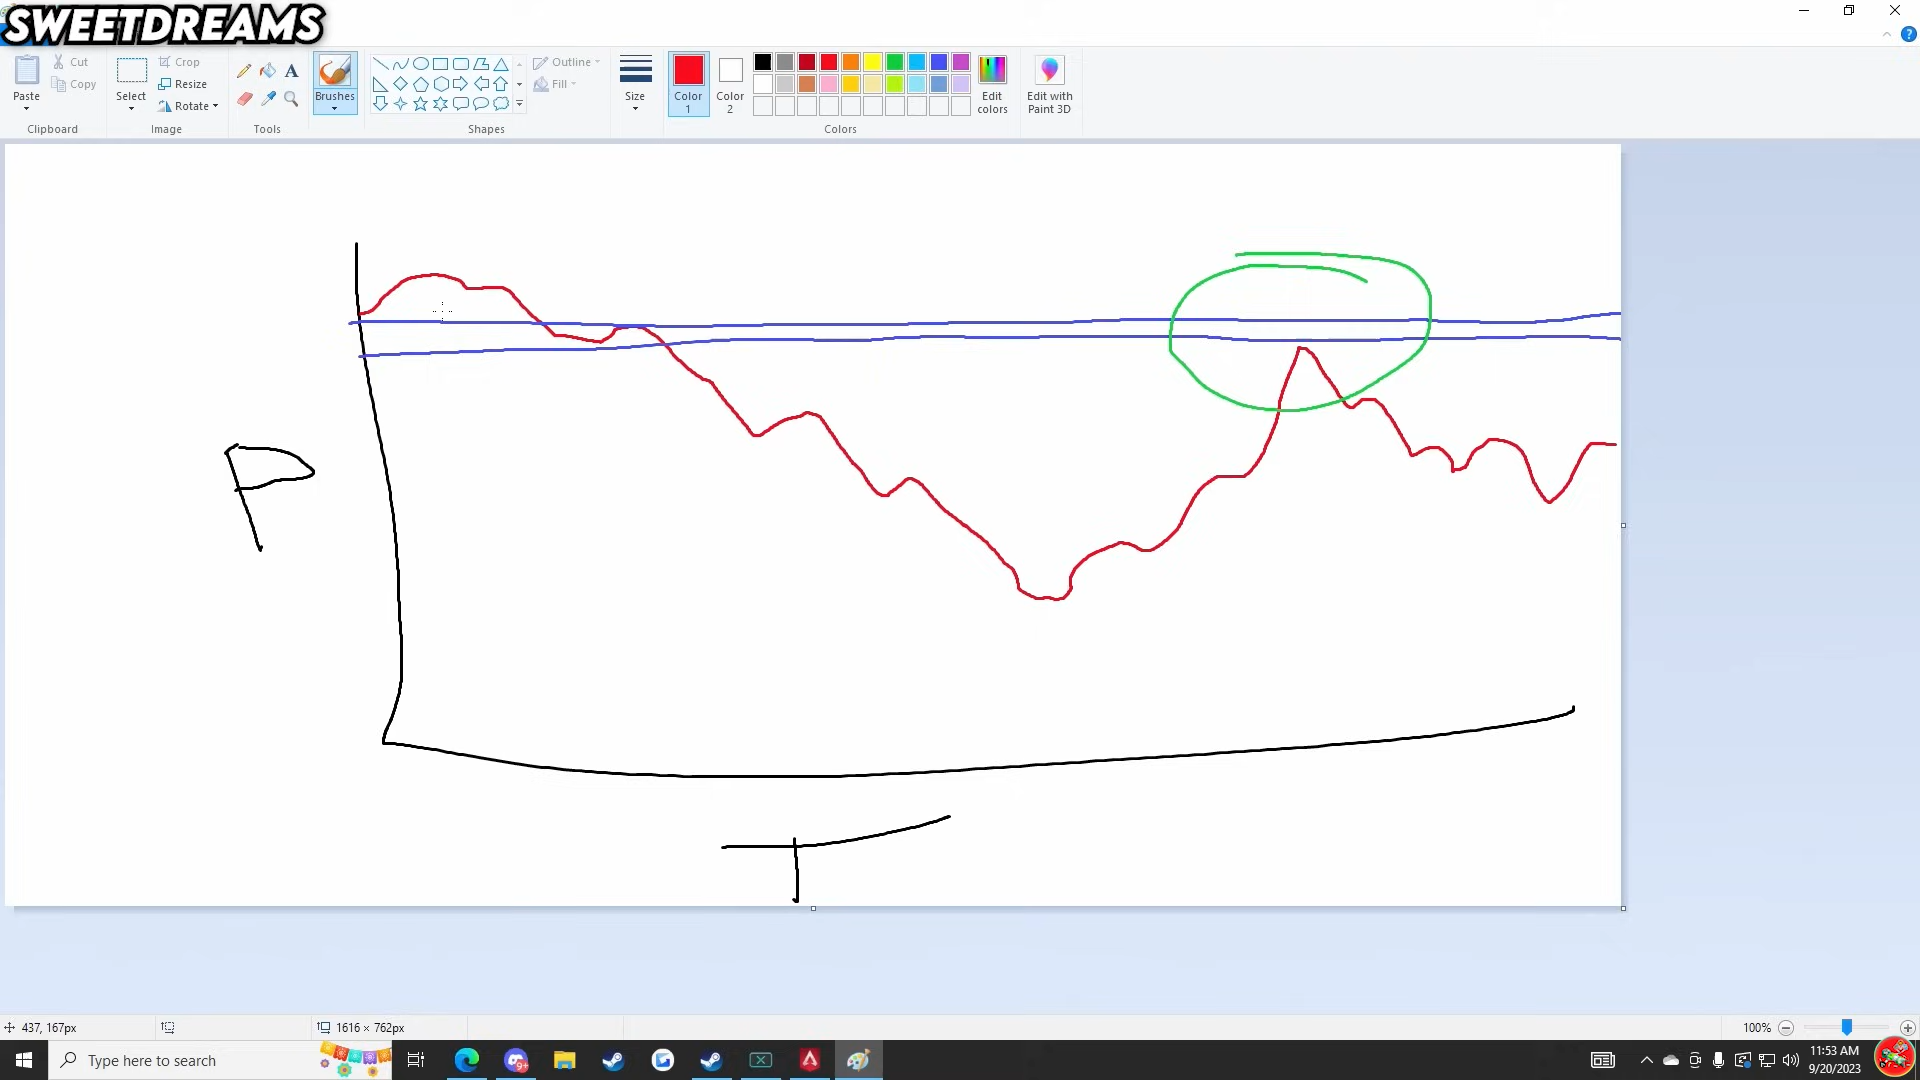 SWEETDREAMS
Paste
Cut
Copy
Clipboard
Select
Crop
Resize
Rotate
Image
A
Tools
Brushes
Shapes
Outline
Fill
Size
Color 1
Color 2
Colors
Edit colors
Edit with Paint 3D
?
P
T
437, 167px
1616 × 762px
100%
Type here to search
9+
11:53 AM
9/20/2023